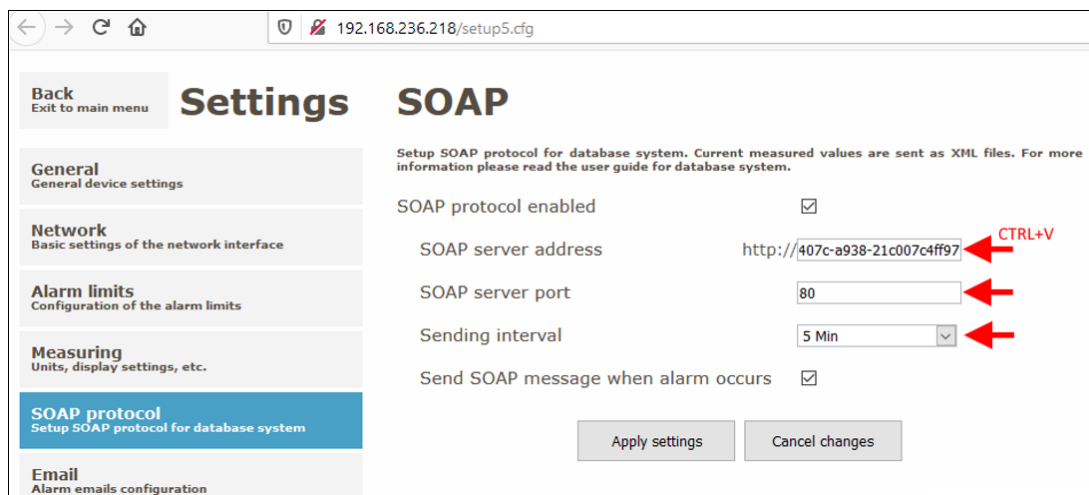 192.168.236.218/setup5.cfg
Back
Exit to main menu
Settings
General
General device settings
Network
Basic settings of the network interface
Alarm limits
Configuration of the alarm limits
Measuring
Units, display settings, etc.
SOAP protocol
Setup SOAP protocol for database system
Email
Alarm emails configuration
SOAP
Setup SOAP protocol for database system. Current measured values are sent as XML files. For more
information please read the user guide for database system.
SOAP protocol enabled
SOAP server address http://407c-a938-21c007c4ff97 CTRL+V
SOAP server port 80
Sending interval 5 Min
Send SOAP message when alarm occurs
Apply settings Cancel changes